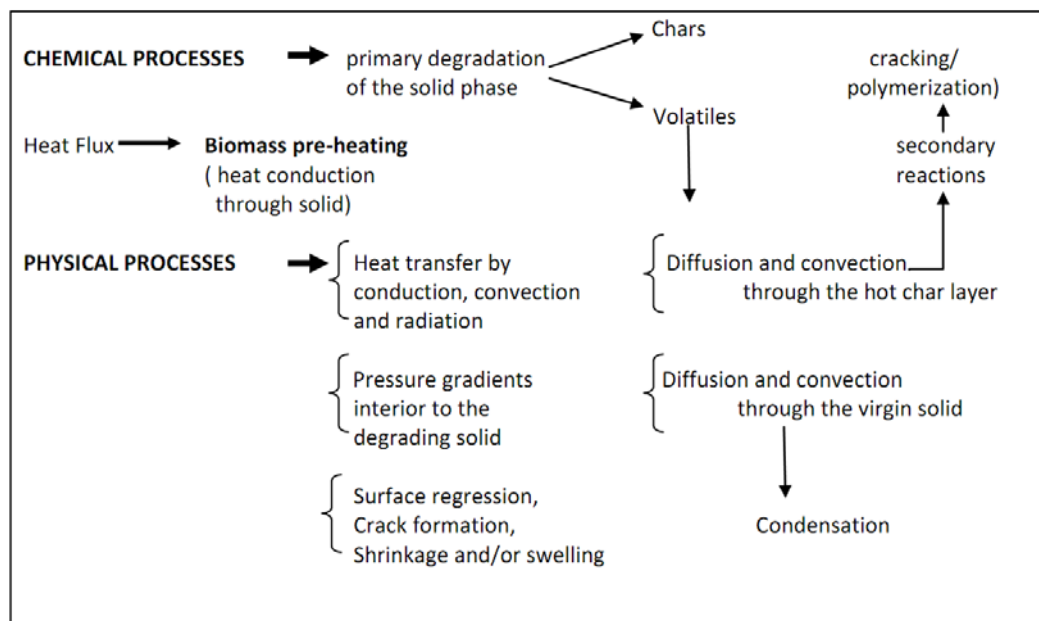 Chars
CHEMICAL PROCESSES
primary degradation
of the solid phase
cracking/
polymerization)
Volatiles
Heat Flux
Biomass pre-heating
( heat conduction
through solid)
secondary
reactions
PHYSICAL PROCESSES
Heat transfer by
conduction, convection
and radiation
Diffusion and convection
through the hot char layer
Pressure gradients
interior to the
degrading solid
Diffusion and convection
through the virgin solid
Surface regression,
Crack formation,
Shrinkage and/or swelling
Condensation